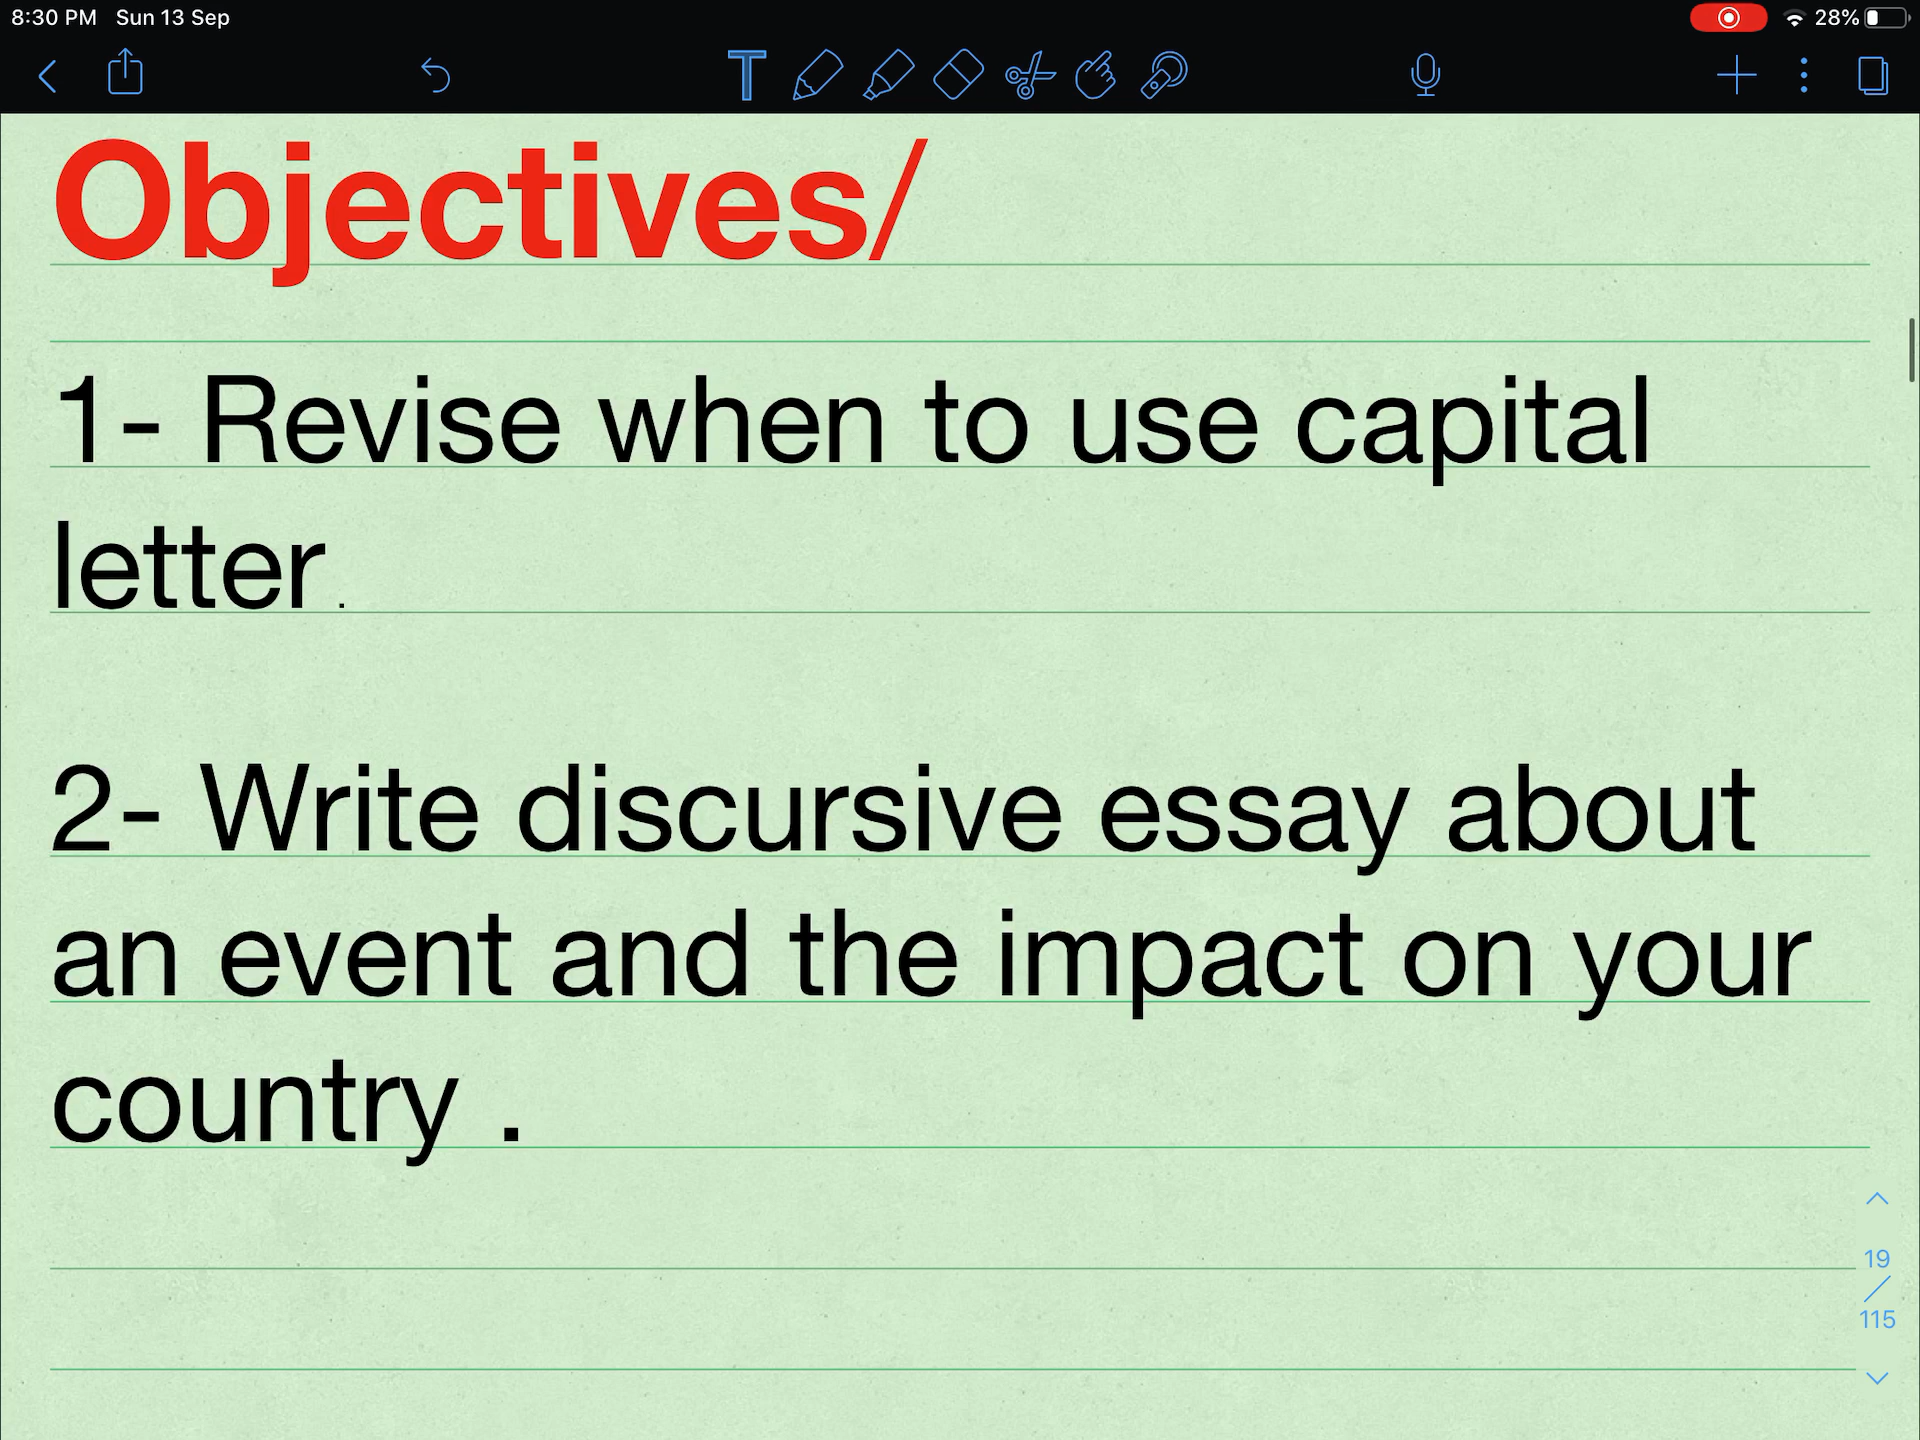 8:30 PM Sun 13 Sep 28%
Objectives/
1- Revise when to use capital
letter .
2- Write discursive essay about
an event and the impact on your
country .
19
/
115